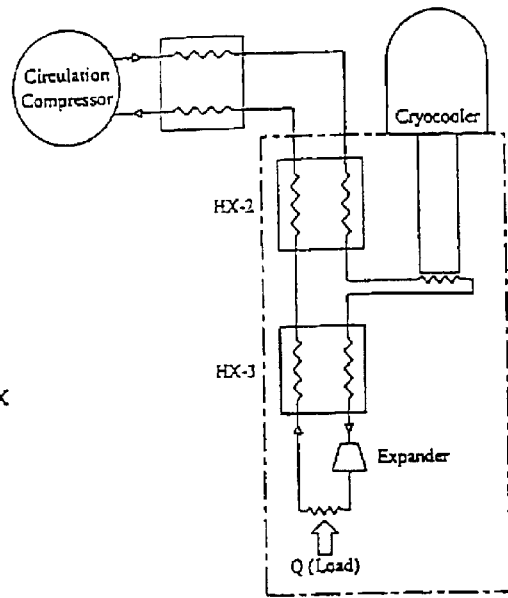 Circulation
Compressor
Cryocooler
HX-2
HX-3
X
Expander
Q (Load)